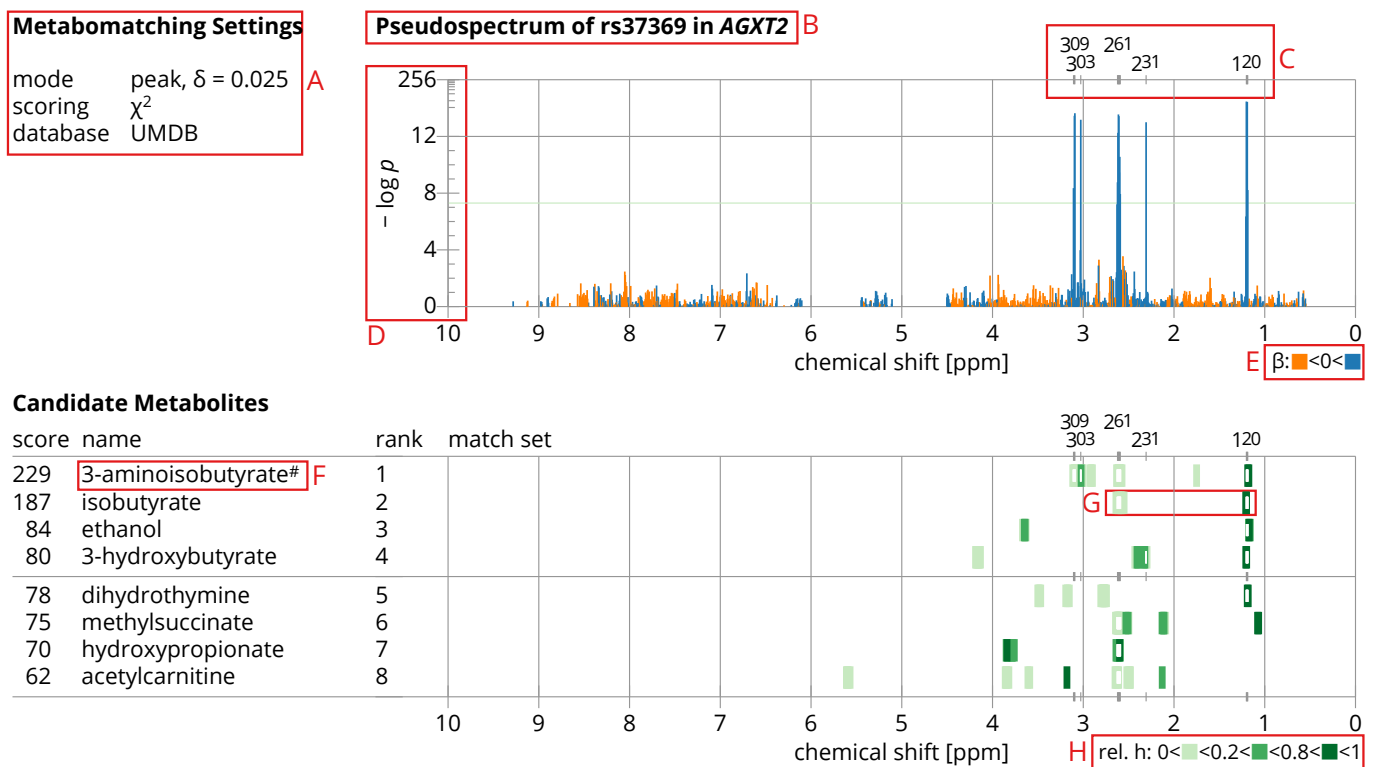 Metabomatching Settings
mode peak, δ = 0.025
scoring χ²
database UMDB
A
Pseudospectrum of rs37369 in AGXT2
B
309 261
303 231 120
C
256
12
8
4
0
− log p
D
10 9 8 7 6 5 4 3 2 1 0
chemical shift [ppm]
E
β: <0<
Candidate Metabolites
309 261
score name rank match set 303 231 120
229 3-aminoisobutyrate# F 1
187 isobutyrate 2 G
84 ethanol 3
80 3-hydroxybutyrate 4
78 dihydrothymine 5
75 methylsuccinate 6
70 hydroxypropionate 7
62 acetylcarnitine 8
10 9 8 7 6 5 4 3 2 1 0
chemical shift [ppm]
H rel. h: 0< <0.2< <0.8< <1